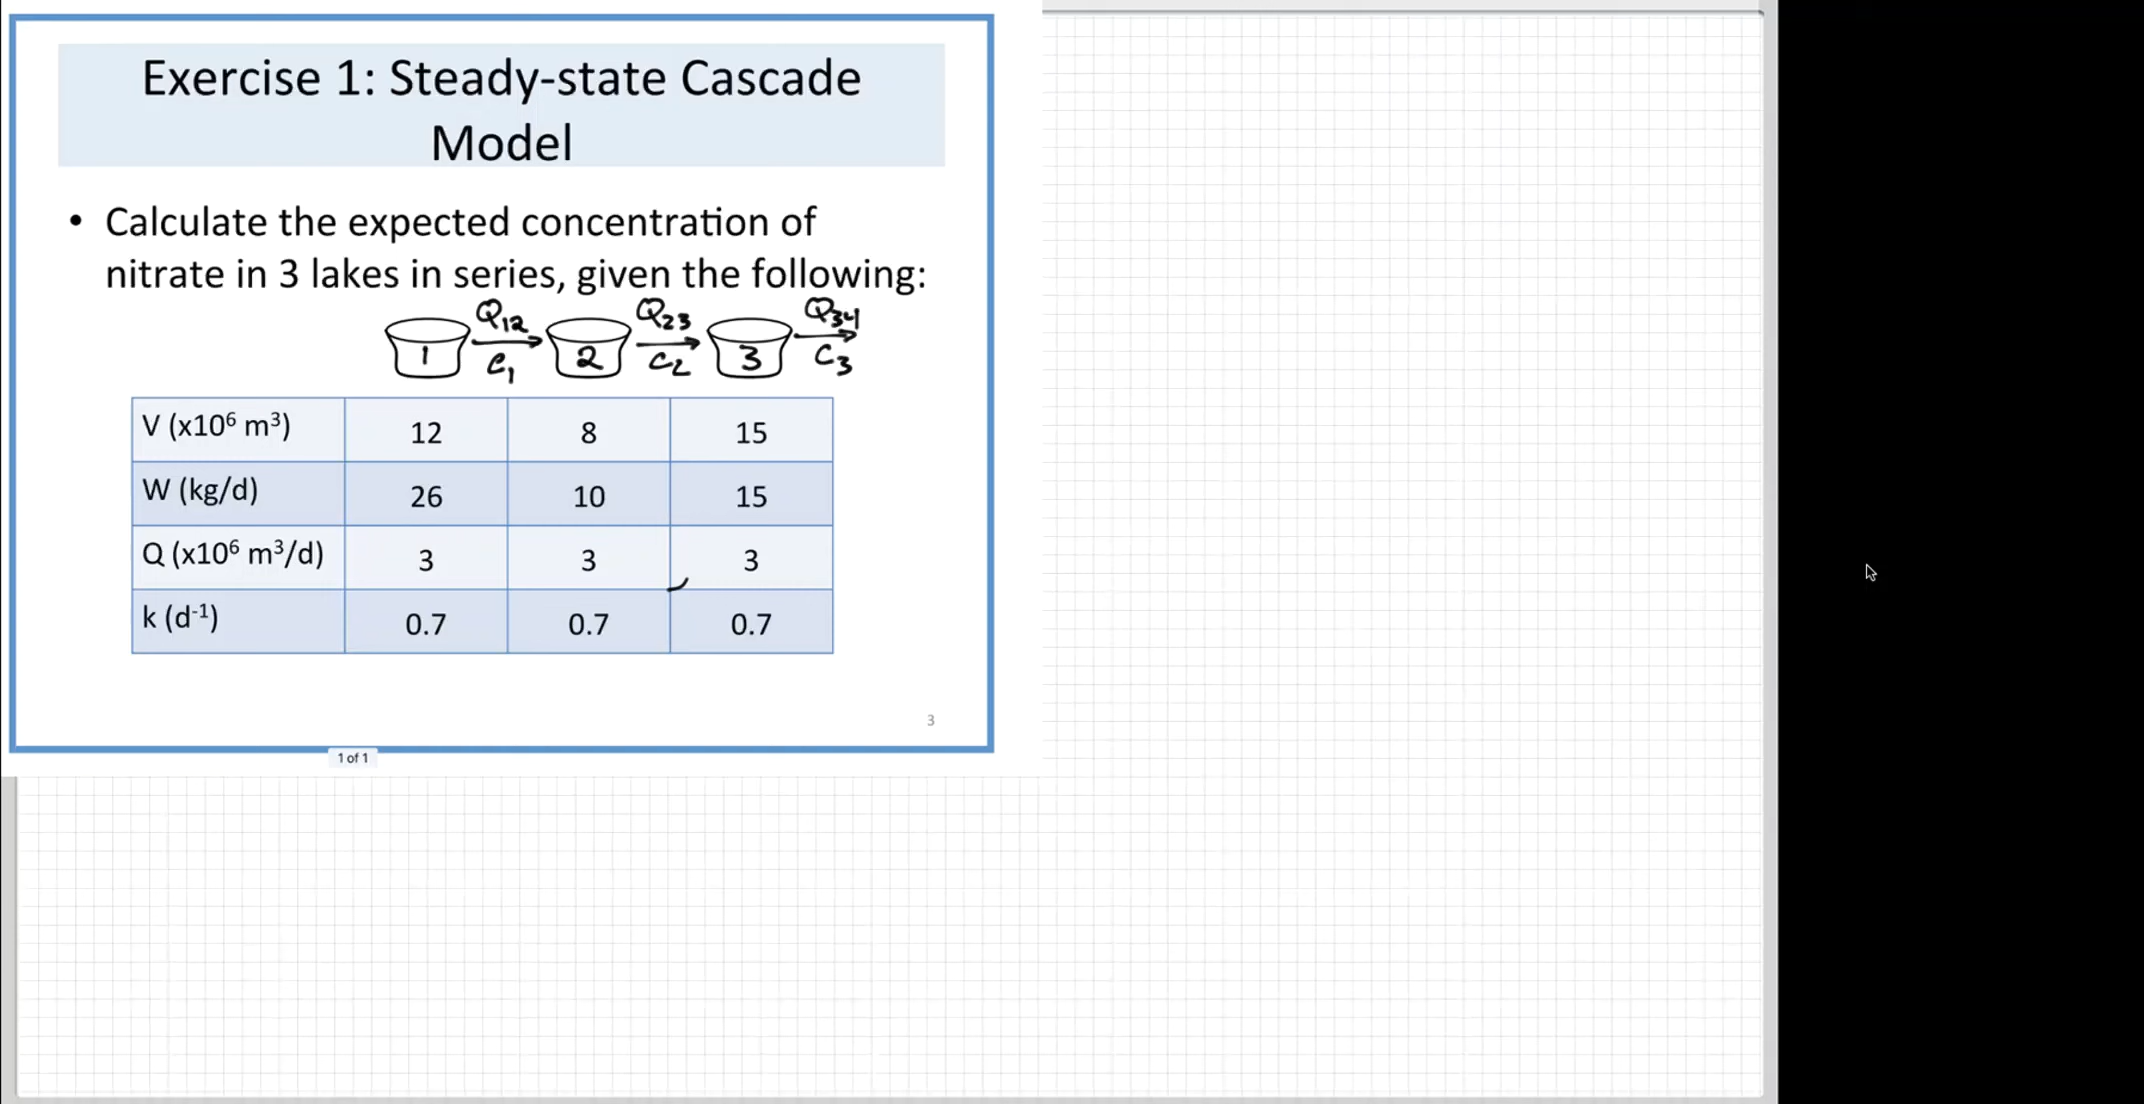 Exercise 1: Steady-state Cascade
Model
• Calculate the expected concentration of
nitrate in 3 lakes in series, given the following:
Q12 Q23 Q34
1 2 3
C1 C2 C3
V (x10⁶ m³) 12 8 15
W (kg/d) 26 10 15
Q (x10⁶ m³/d) 3 3 3
k (d⁻¹) 0.7 0.7 0.7
3
1 of 1